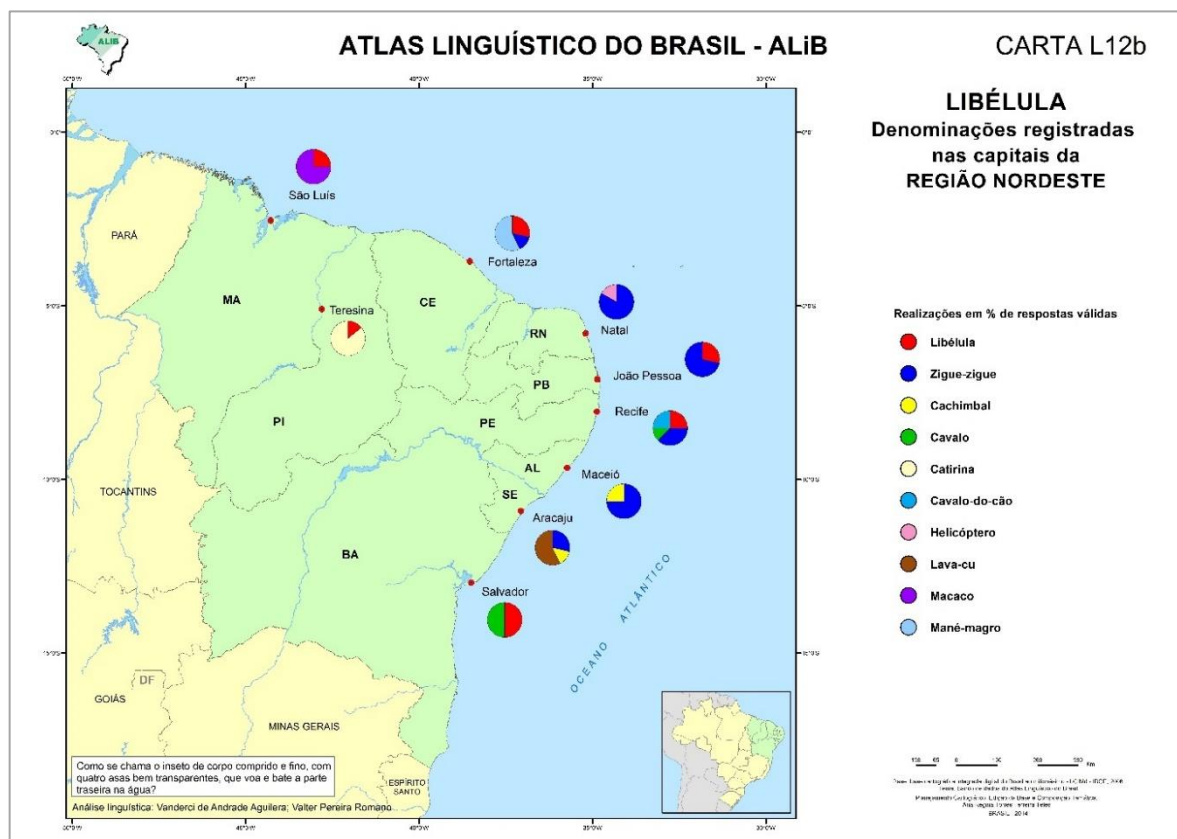 ALiB
ATLAS LINGUÍSTICO DO BRASIL - ALiB
CARTA L12b
LIBÉLULA
Denominações registradas
nas capitais da
REGIÃO NORDESTE
Realizações em % de respostas válidas
Libélula
Zigue-zigue
Cachimbal
Cavalo
Catirina
Cavalo-do-cão
Helicóptero
Lava-cu
Macaco
Mané-magro
São Luís
Fortaleza
Teresina
Natal
João Pessoa
Recife
Maceió
Aracaju
Salvador
PARÁ
MA
CE
RN
PB
PE
PI
AL
SE
BA
TOCANTINS
GOIÁS
DF
MINAS GERAIS
ESPÍRITO
SANTO
OCEANO ATLÂNTICO
Como se chama o inseto de corpo comprido e fino, com
quatro asas bem transparentes, que voa e bate a parte
traseira na água?
Análise linguística: Vanderci de Andrade Aguilera; Valter Pereira Romano
BRASIL - 2014